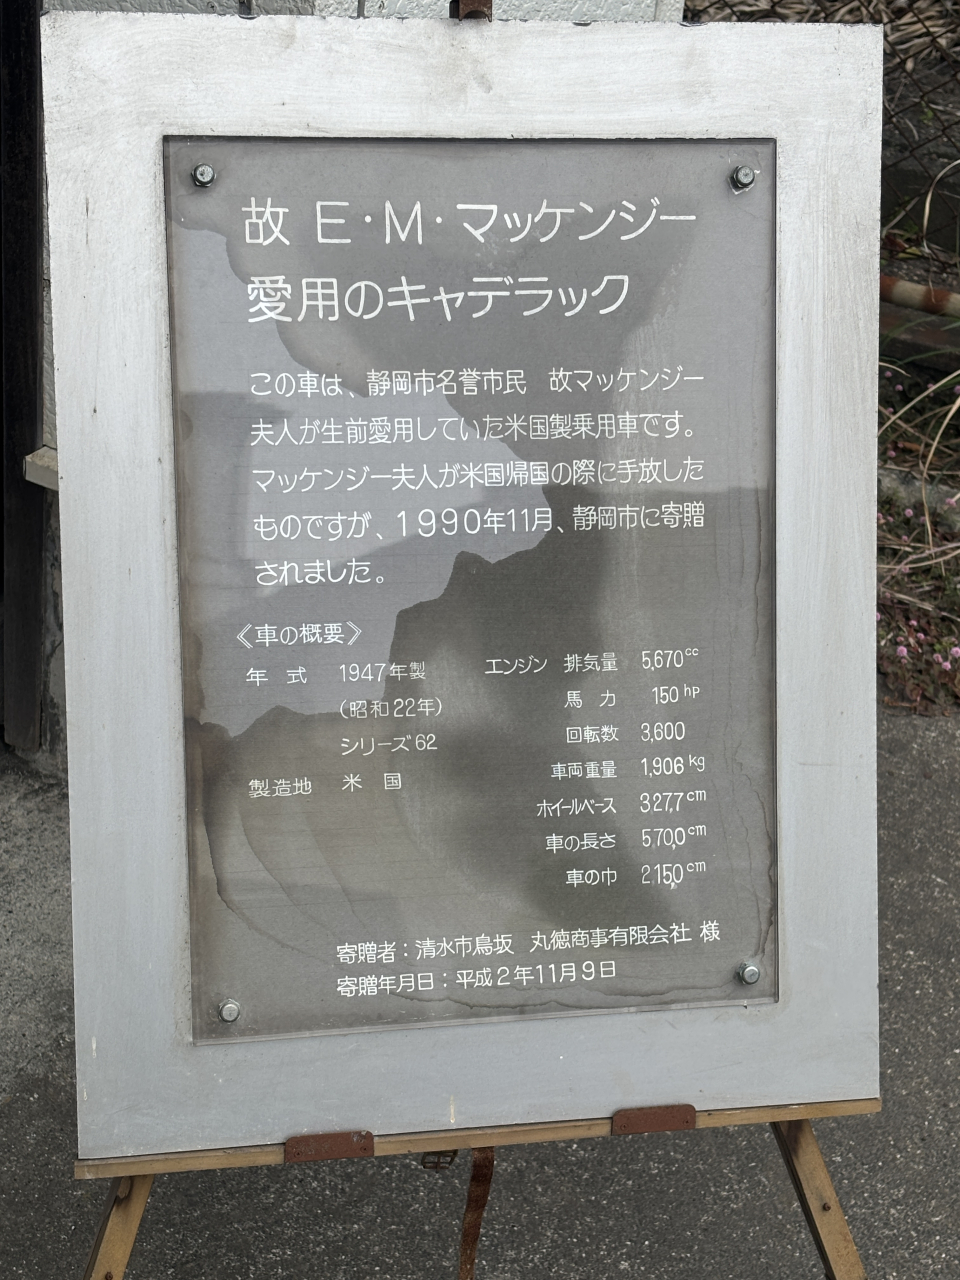 故 E・M・マッケンジー
愛用のキャデラック
この車は、静岡市名誉市民 故マッケンジー
夫人が生前愛用していた米国製乗用車です。
マッケンジー夫人が米国帰国の際に手放した
ものですが、1990年11月、静岡市に寄贈
されました。
《車の概要》
年 式 1947年製
(昭和22年)
シリーズ62
製造地 米 国
エンジン 排気量 5,670cc
馬 力 150hp
回転数 3,600
車両重量 1,906kg
ホイールベース 327,7cm
車の長さ 570,0cm
車の巾 215,0cm
寄贈者：清水市鳥坂 丸徳商事有限会社 様
寄贈年月日：平成2年11月9日